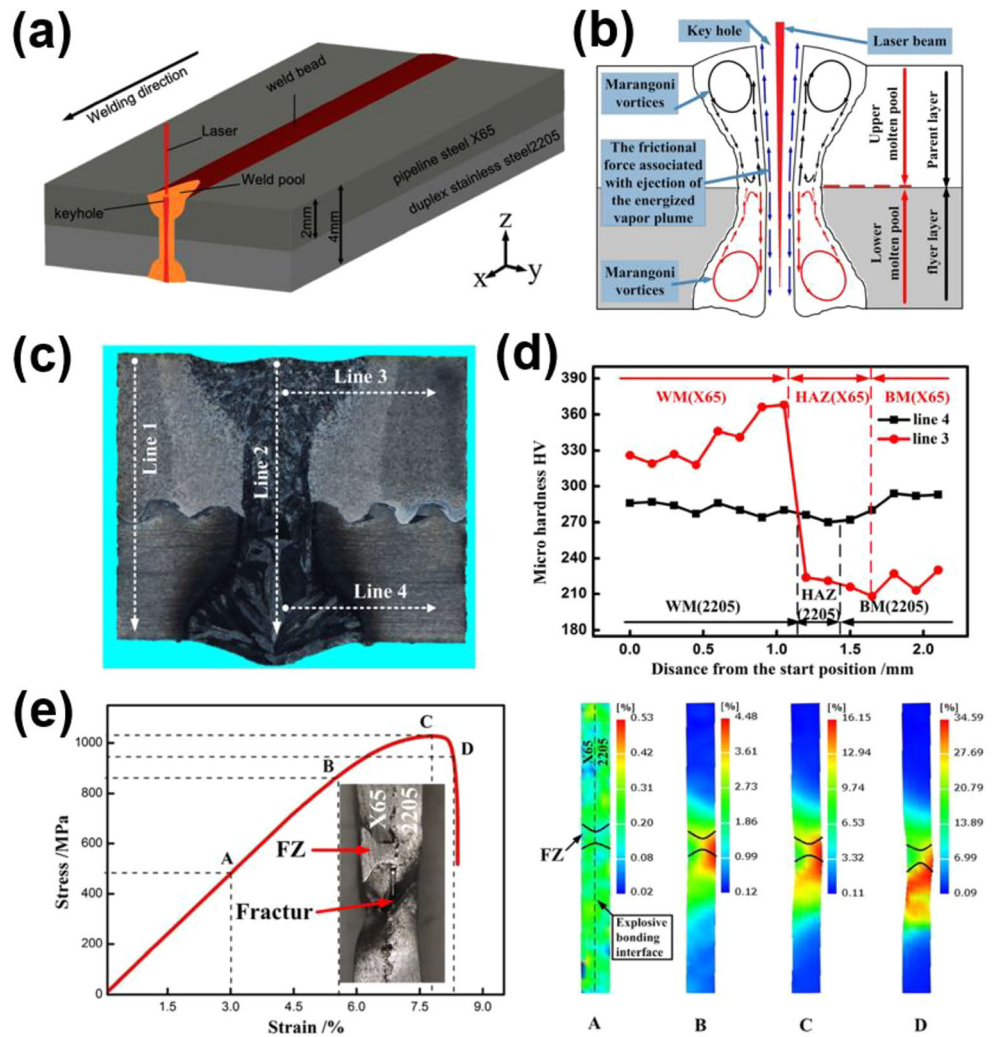 (a)
Welding direction
weld bead
Laser
Weld pool
keyhole
pipeline steel X65
duplex stainless steel2205
2mm
4mm
z
x
y
(b)
Key hole
Laser beam
Marangoni
vortices
The frictional
force associated
with ejection of
the energized
vapor plume
Marangoni
vortices
Upper
molten pool
Parent layer
Lower
molten pool
flyer layer
(c)
Line 1
Line 2
Line 3
Line 4
(d)
Micro hardness HV
390
360
330
300
270
240
210
180
WM(X65)
HAZ(X65)
BM(X65)
line 4
line 3
WM(2205)
HAZ
(2205)
BM(2205)
0.0
0.5
1.0
1.5
2.0
Disance from the start position /mm
(e)
Stress /MPa
1000
800
600
400
200
0
A
B
C
D
X65
2205
FZ
Fractur
3.0
4.5
6.0
7.5
9.0
Strain /%
X65
2205
FZ
Explosive
bonding
interface
[%]
0.53
0.42
0.31
0.20
0.08
0.02
A
[%]
4.48
3.61
2.73
1.86
0.99
0.12
B
[%]
16.15
12.94
9.73
6.53
3.32
0.11
C
[%]
34.59
27.69
20.79
13.89
6.99
0.09
D